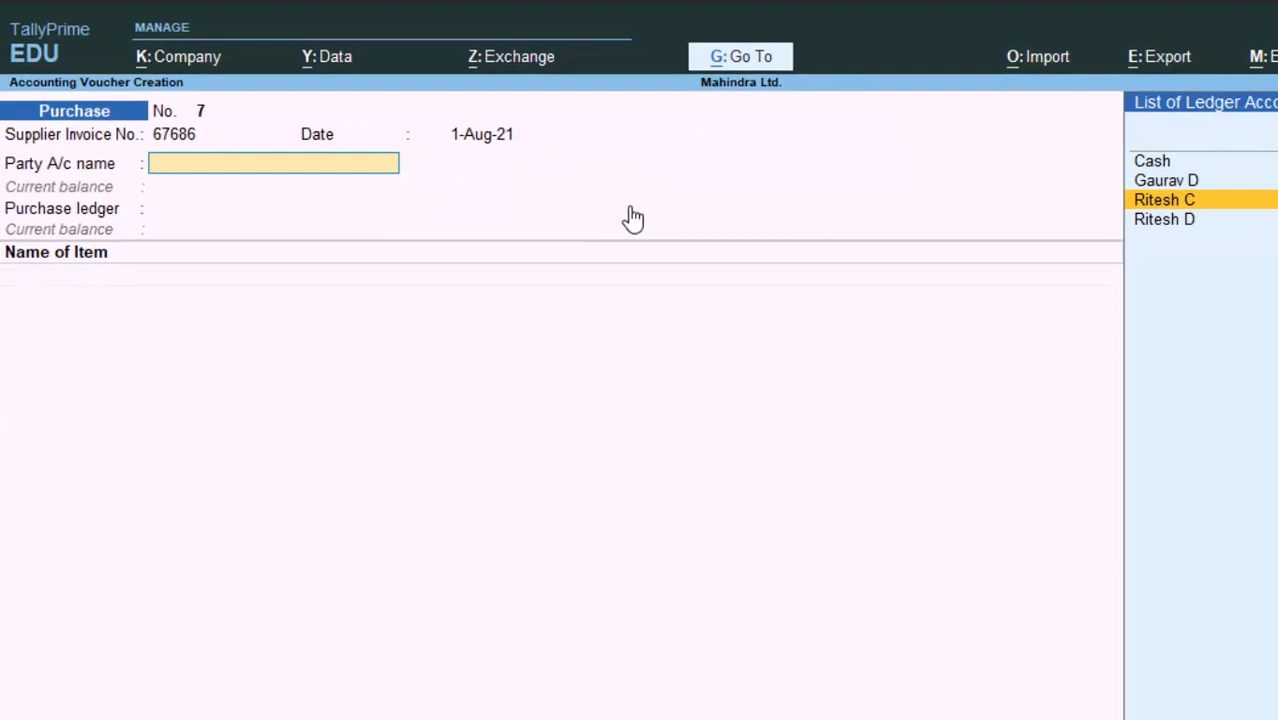 TallyPrime
MANAGE
EDU
K: Company
Y: Data
Z: Exchange
G: Go To
O: Import
E: Export
M:
Accounting Voucher Creation
Mahindra Ltd.
Purchase No. 7
Supplier Invoice No.: 67686 Date : 1-Aug-21
Party A/c name :
Current balance :
Purchase ledger :
Current balance :
Name of Item
List of Ledger
Cash
Gaurav D
Ritesh C
Ritesh D